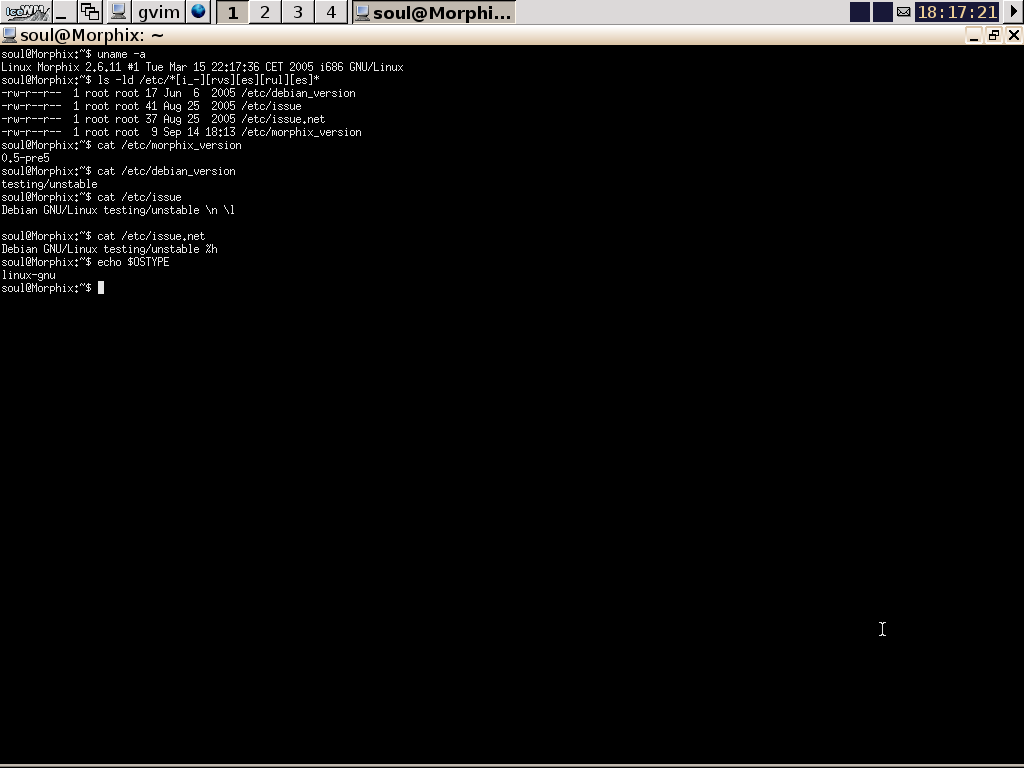 IceWM gvim 1 2 3 4 soul@Morphi... 18:17:21
soul@Morphix: ~
soul@Morphix:~$ uname -a
Linux Morphix 2.6.11 #1 Tue Mar 15 22:17:36 CET 2005 i686 GNU/Linux
soul@Morphix:~$ ls -ld /etc/*[i_-][rvs][es][rul][es]*
-rw-r--r--  1 root root 17 Jun  6  2005 /etc/debian_version
-rw-r--r--  1 root root 41 Aug 25  2005 /etc/issue
-rw-r--r--  1 root root 37 Aug 25  2005 /etc/issue.net
-rw-r--r--  1 root root  9 Sep 14 18:13 /etc/morphix_version
soul@Morphix:~$ cat /etc/morphix_version
0.5-pre5
soul@Morphix:~$ cat /etc/debian_version
testing/unstable
soul@Morphix:~$ cat /etc/issue
Debian GNU/Linux testing/unstable \n \l
soul@Morphix:~$ cat /etc/issue.net
Debian GNU/Linux testing/unstable %h
soul@Morphix:~$ echo $OSTYPE
linux-gnu
soul@Morphix:~$